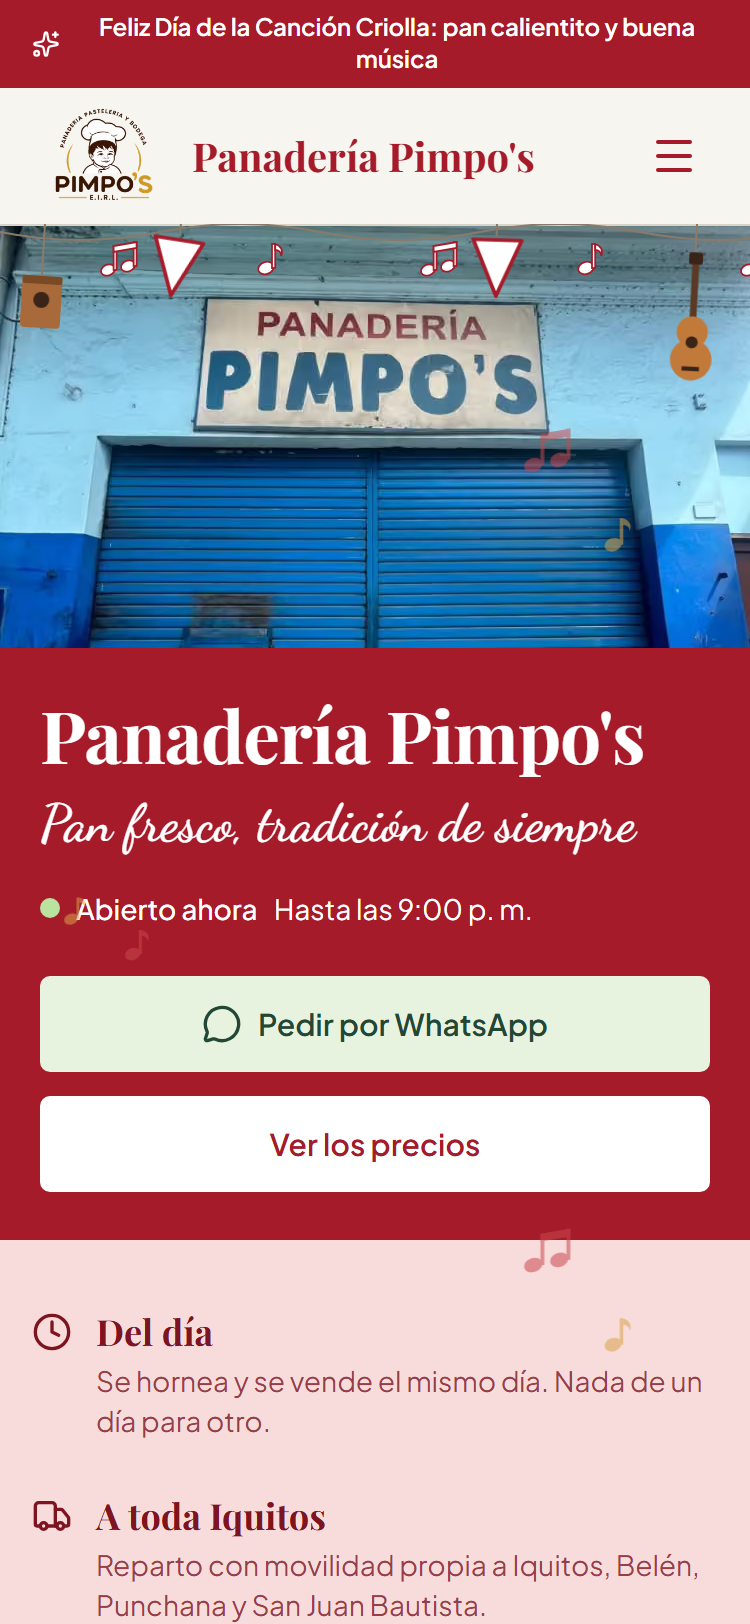 Feliz Día de la Canción Criolla: pan calientito y buena
música
PANADERÍA PASTELERIA Y BODEGA
PIMPO'S
E.I.R.L.
Panadería Pimpo's
PANADERÍA
PIMPO'S
Panadería Pimpo's
Pan fresco, tradición de siempre
Abierto ahora Hasta las 9:00 p. m.
Pedir por WhatsApp
Ver los precios
Del día
Se hornea y se vende el mismo día. Nada de un
día para otro.
A toda Iquitos
Reparto con movilidad propia a Iquitos, Belén,
Punchana y San Juan Bautista.